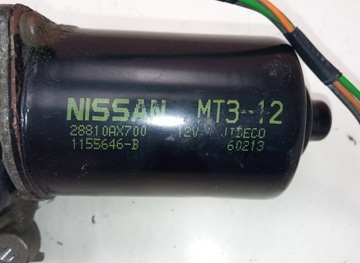 NISSAN MT3-12
28810AX700 12V JIDECO
1155646-B 60213